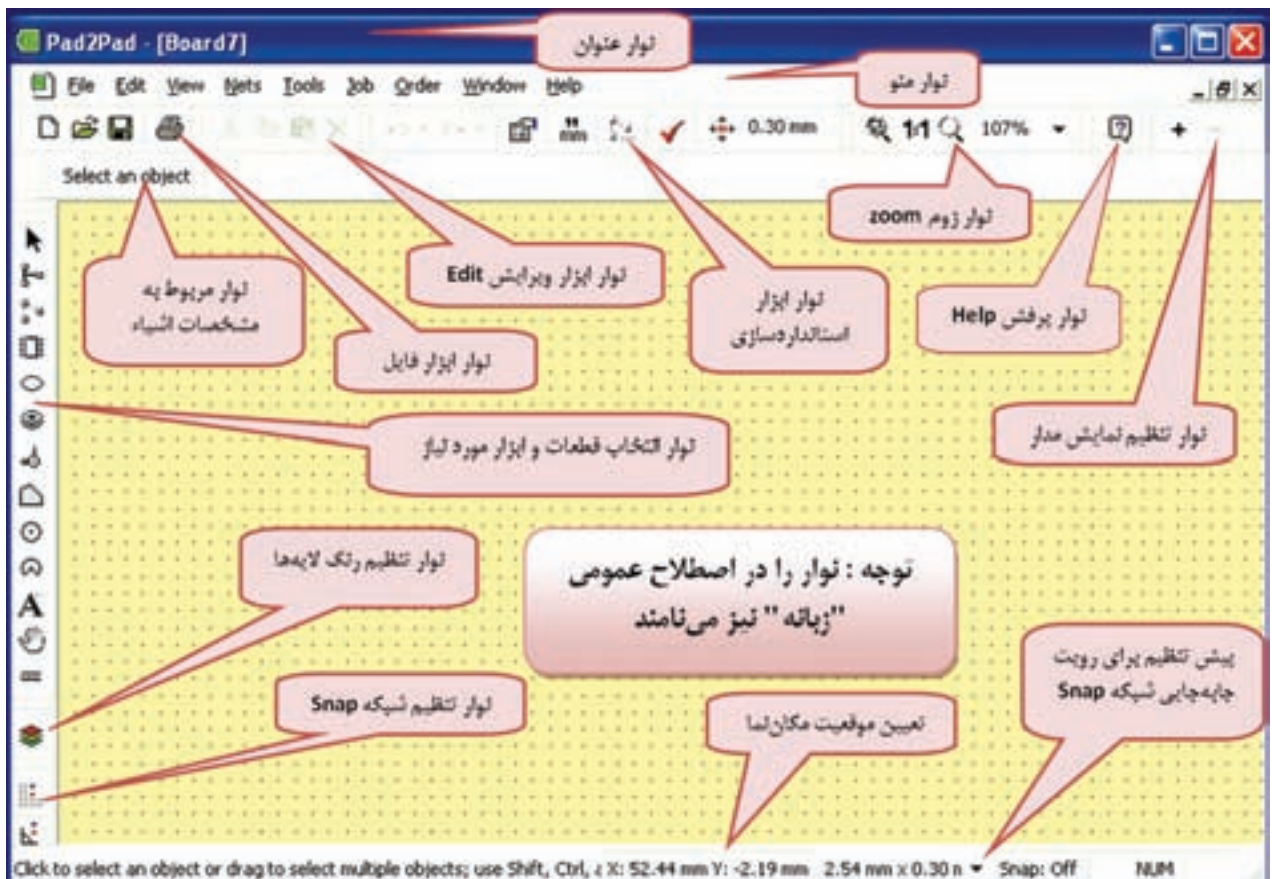 Pad2Pad - [Board7]
نوار عنوان
File Edit View Nets Tools Job Order Window Help
نوار منو
mm
0.30 mm
1:1
107%
Select an object
نوار زوم zoom
نوار ابزار ویرایش Edit
نوار مربوط به
مشخصات اشیاء
نوار ابزار
استانداردسازی
نوار پرفش Help
نوار ابزار فایل
نوار تنظیم نمایش مدار
نوار انتخاب قطعات و ابزار مورد نیاز
نوار تنظیم رنگ لایه‌ها
توجه : نوار را در اصطلاح عمومی
"زبانه" نیز می‌نامند
پیش تنظیم برای رویت
جابه‌جایی شبکه Snap
نوار تنظیم شبکه Snap
تعیین موقعیت مکان‌نما
Click to select an object or drag to select multiple objects; use Shift, Ctrl, a X: 52.44 mm Y: -2.19 mm 2.54 mm x 0.30 n Snap: Off NUM